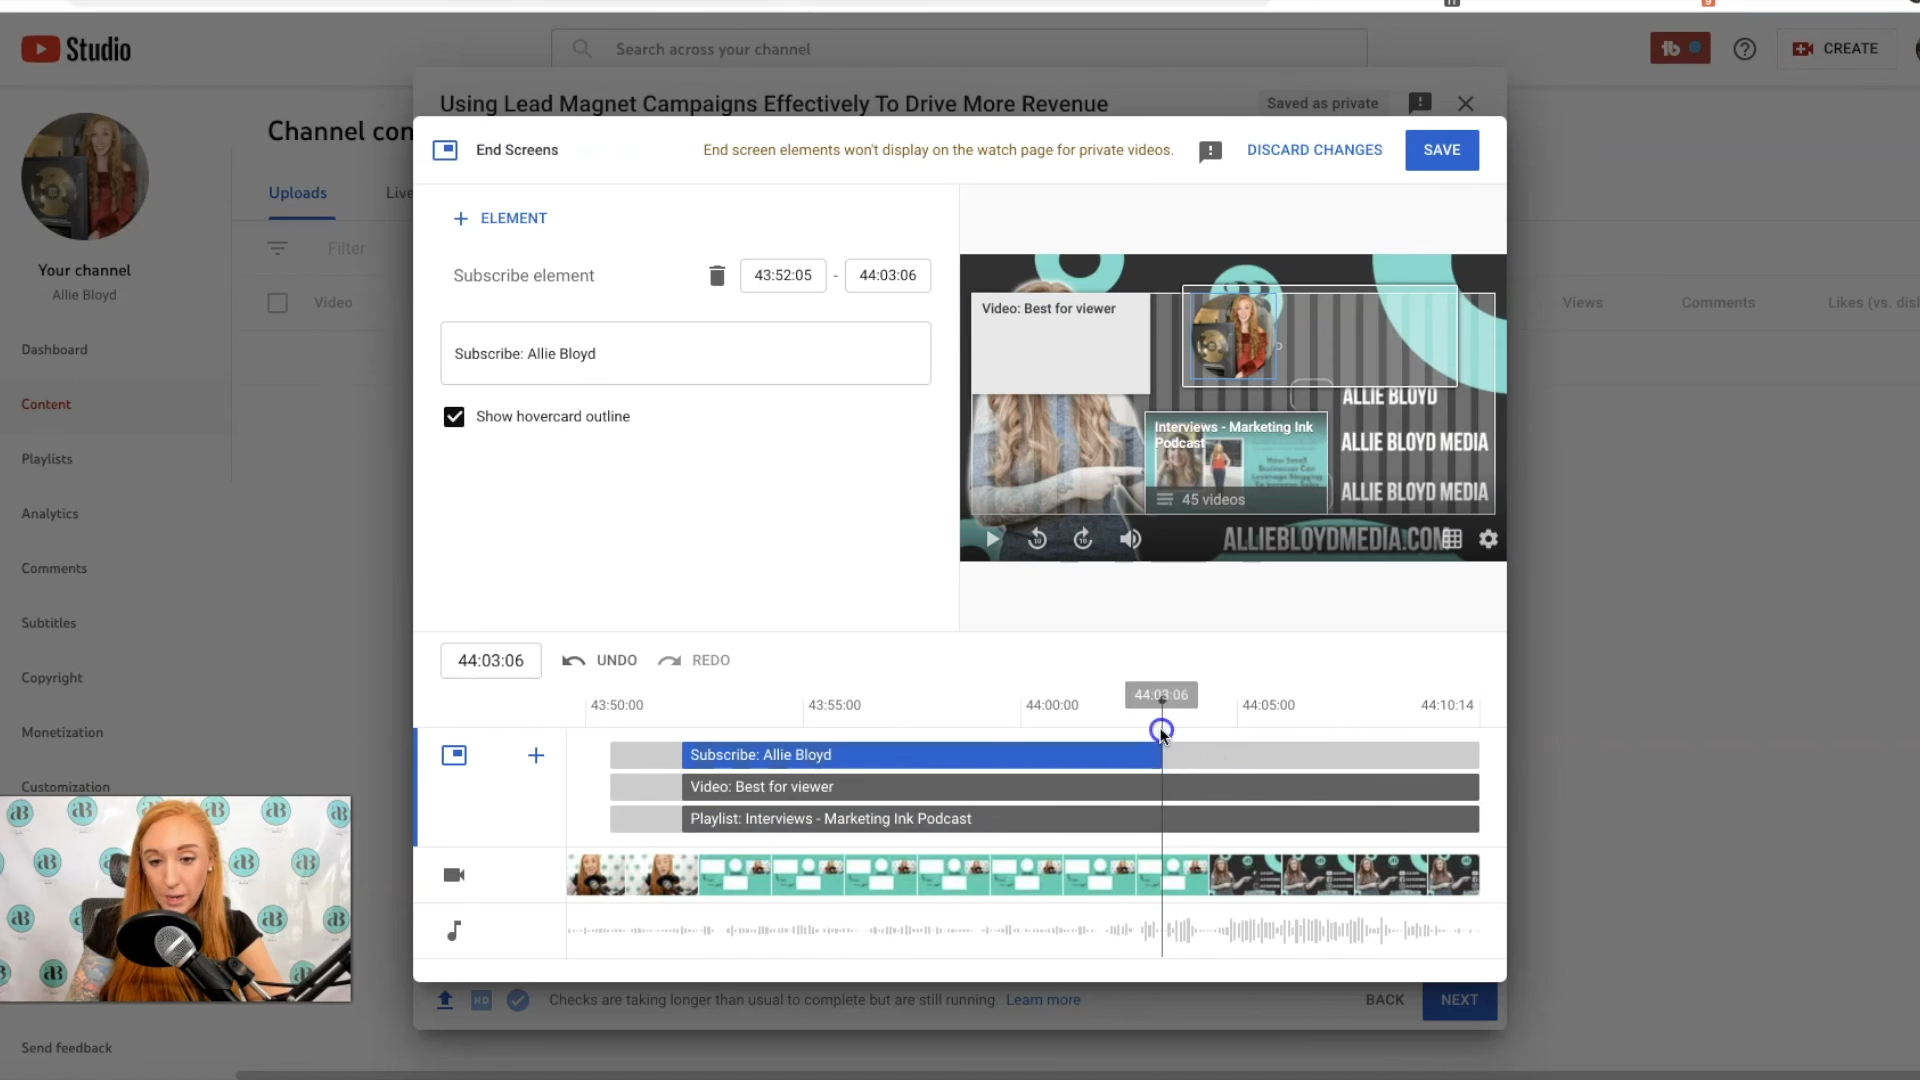 Studio
Search across your channel
CREATE
Using Lead Magnet Campaigns Effectively To Drive More Revenue
Saved as private
Channel con
End Screens
End screen elements won't display on the watch page for private videos.
DISCARD CHANGES
SAVE
Uploads
Live
ELEMENT
Filter
Your channel
Allie Bloyd
Subscribe element
43:52:05 - 44:03:06
Video
Video: Best for viewer
Views
Comments
Likes (vs. disl
Subscribe: Allie Bloyd
Show hovercard outline
ALLIE BLOYD
Interviews - Marketing Ink
Podcast
ALLIE BLOYD MEDIA
45 videos
ALLIE BLOYD MEDIA
ALLIEBLOYDMEDIA.COM
Dashboard
Content
Playlists
Analytics
Comments
Subtitles
Copyright
Monetization
Customization
44:03:06
UNDO
REDO
44:03:06
43:50:00
43:55:00
44:00:00
44:05:00
44:10:14
Subscribe: Allie Bloyd
Video: Best for viewer
Playlist: Interviews - Marketing Ink Podcast
HD
Checks are taking longer than usual to complete but are still running. Learn more
BACK
NEXT
Send feedback